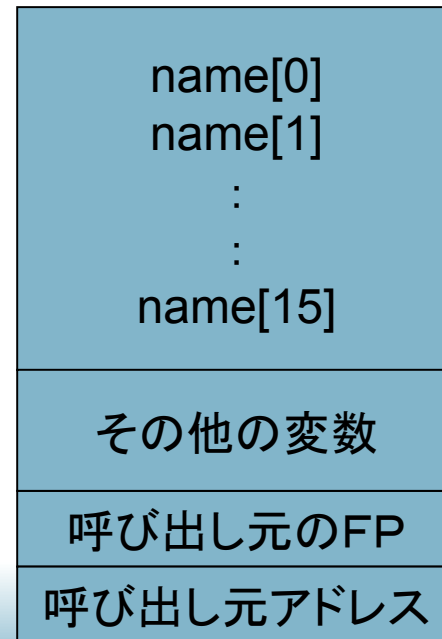 name[0]
name[1]
:
:
name[15]
その他の変数
呼び出し元のFP
呼び出し元アドレス